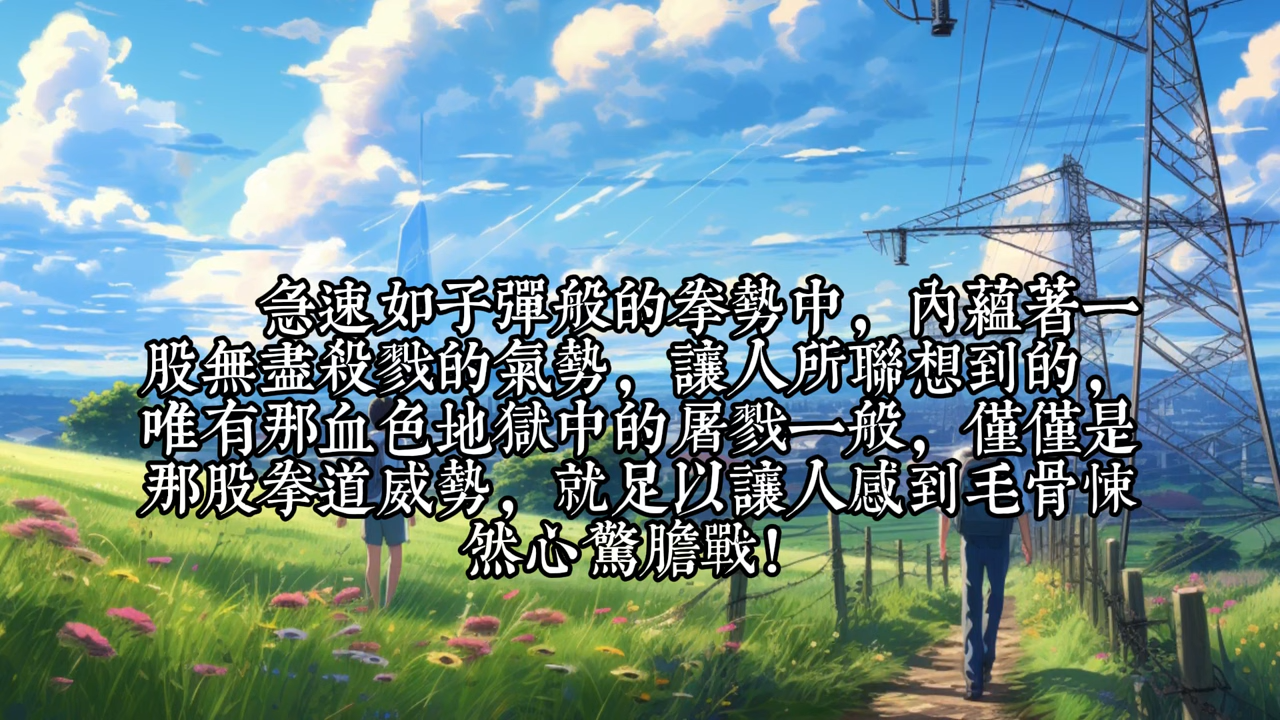 急速如子彈般的拳勢中，內蘊著一
股無盡殺戮的氣勢，讓人所聯想到的，
唯有那血色地獄中的屠戮一般，僅僅是
那股拳道威勢，就足以讓人感到毛骨悚
然心驚膽戰！